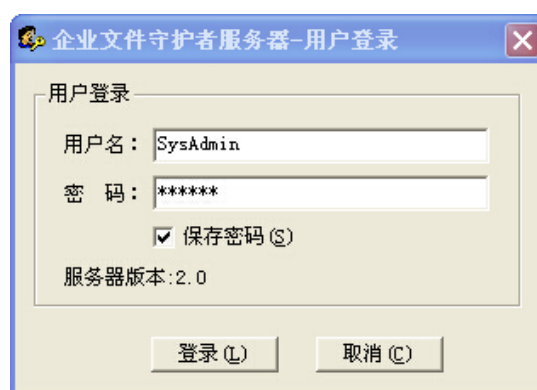 企业文件守护者服务器-用户登录
用户登录
用户名：SysAdmin
密 码：******
保存密码(S)
服务器版本:2.0
登录(L) 取消(C)